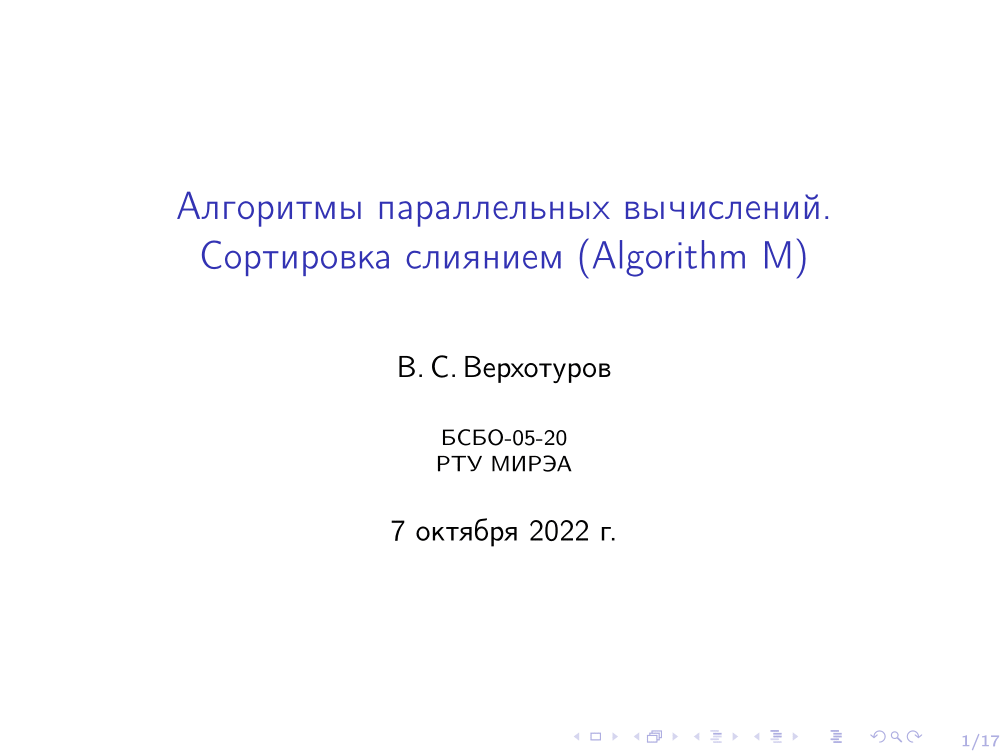 Алгоритмы параллельных вычислений.
Сортировка слиянием (Algorithm M)
В. С. Верхотуров
БСБО-05-20
РТУ МИРЭА
7 октября 2022 г.
1/17